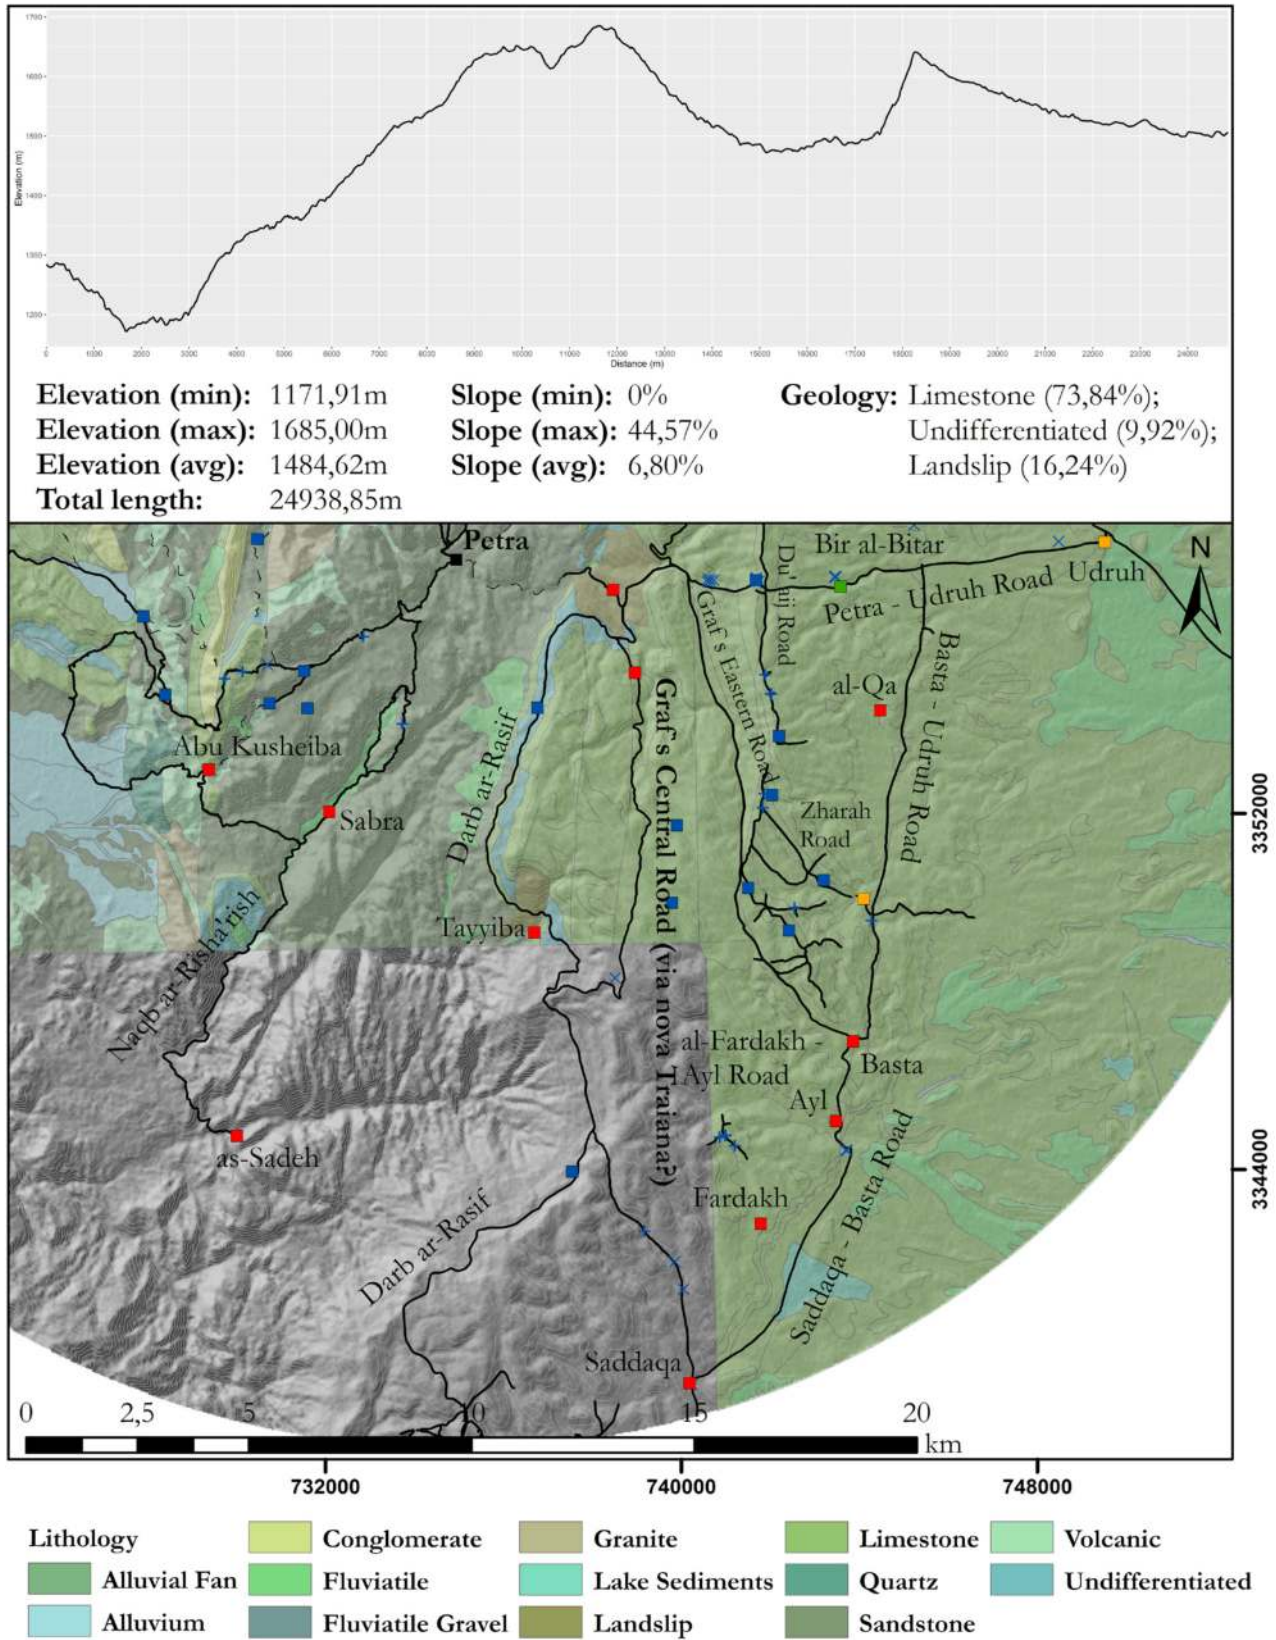 1700
1600
1500
1400
1300
1200
Elevation (m)
0 1000 2000 3000 4000 5000 6000 7000 8000 9000 10000 11000 12000 13000 14000 15000 16000 17000 18000 19000 20000 21000 22000 23000 24000
Distance (m)
Elevation (min): 1171,91m Slope (min): 0% Geology: Limestone (73,84%);
Elevation (max): 1685,00m Slope (max): 44,57% Undifferentiated (9,92%);
Elevation (avg): 1484,62m Slope (avg): 6,80% Landslip (16,24%)
Total length: 24938,85m
Petra
Bir al-Bitar
Udruh
N
Petra - Udruh Road
Du'aij Road
Graf's Eastern Road
Basta - Udruh Road
al-Qa
Abu Kusheiba
Sabra
Darb ar-Rasif
Graf's Central Road (via nova Traiana?)
Zharah
Road
3352000
Tayyiba
Naqb ar-Risha'rish
al-Fardakh -
Ayl Road
Basta
Ayl
as-Sadeh
Fardakh
Saddaqa - Basta Road
3344000
Darb ar-Rasif
Saddaqa
0 2,5 5 10 15 20
km
732000 740000 748000
Lithology Conglomerate Granite Limestone Volcanic
Alluvial Fan Fluviatile Lake Sediments Quartz Undifferentiated
Alluvium Fluviatile Gravel Landslip Sandstone